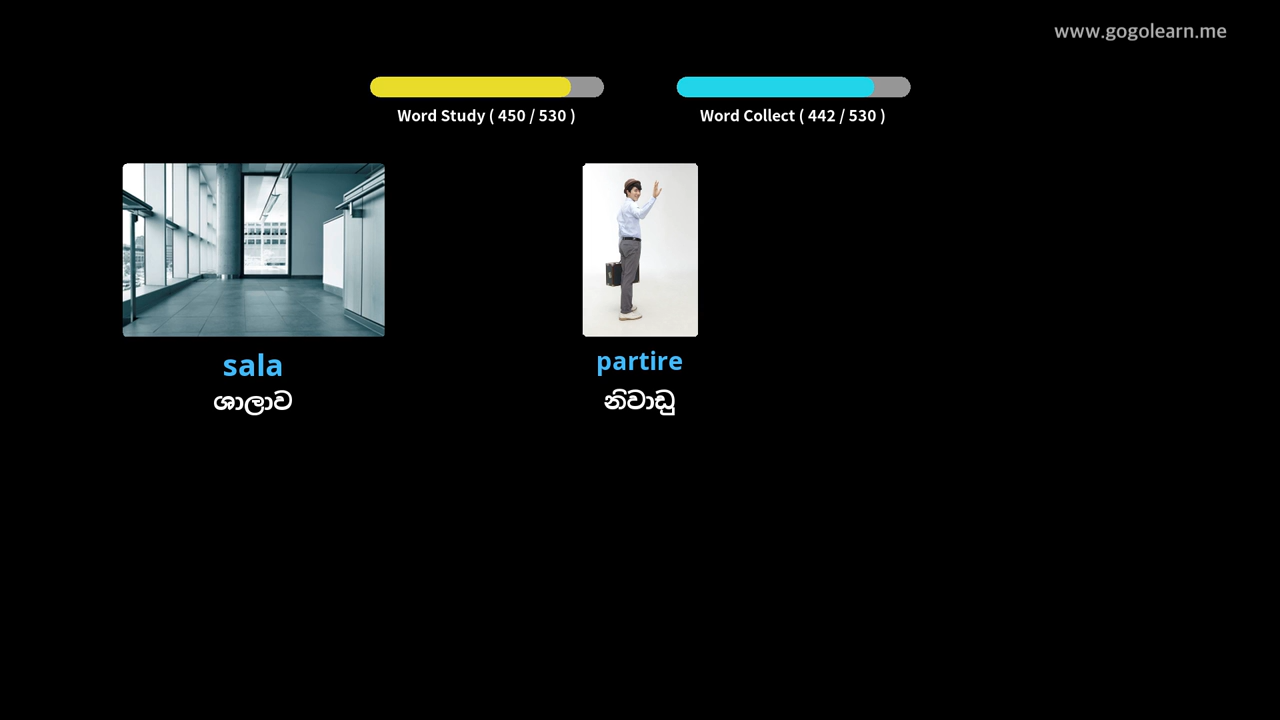 www.gogolearn.me
Word Study ( 450 / 530 )
Word Collect ( 442 / 530 )
sala
ශාලාව
partire
නිවාඩු